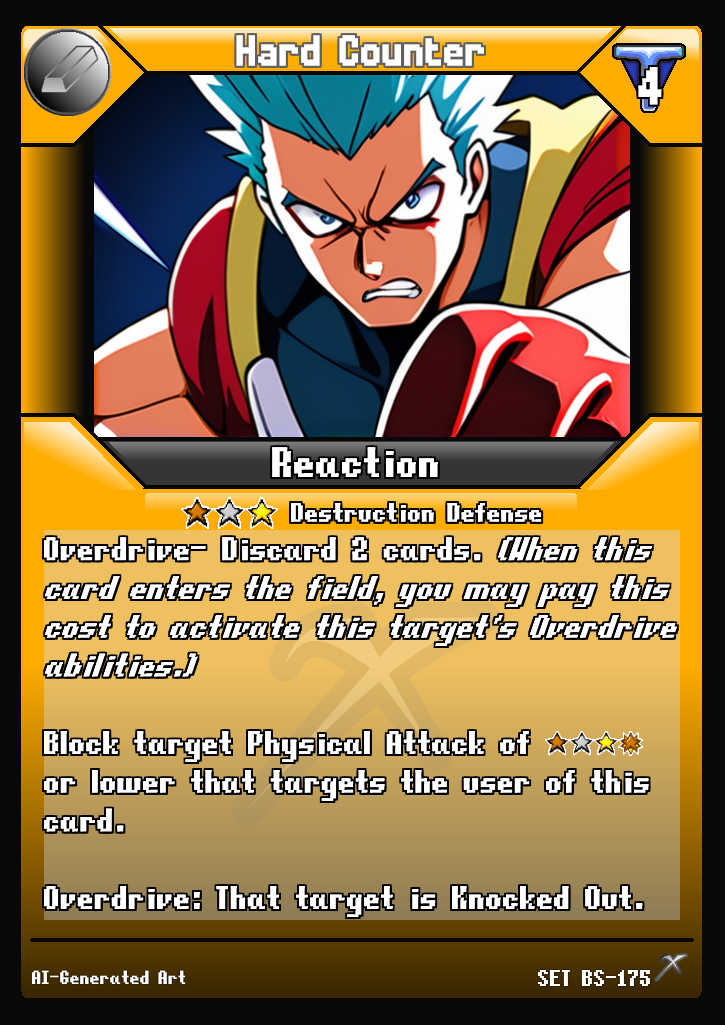 Hard Counter
4
Reaction
Destruction Defense
Overdrive- Discard 2 cards. (When this
card enters the field, you may pay this
cost to activate this target's Overdrive
abilities.)
Block target Physical Attack of
or lower that targets the user of this
card.
Overdrive: That target is Knocked Out.
AI-Generated Art
SET BS-175